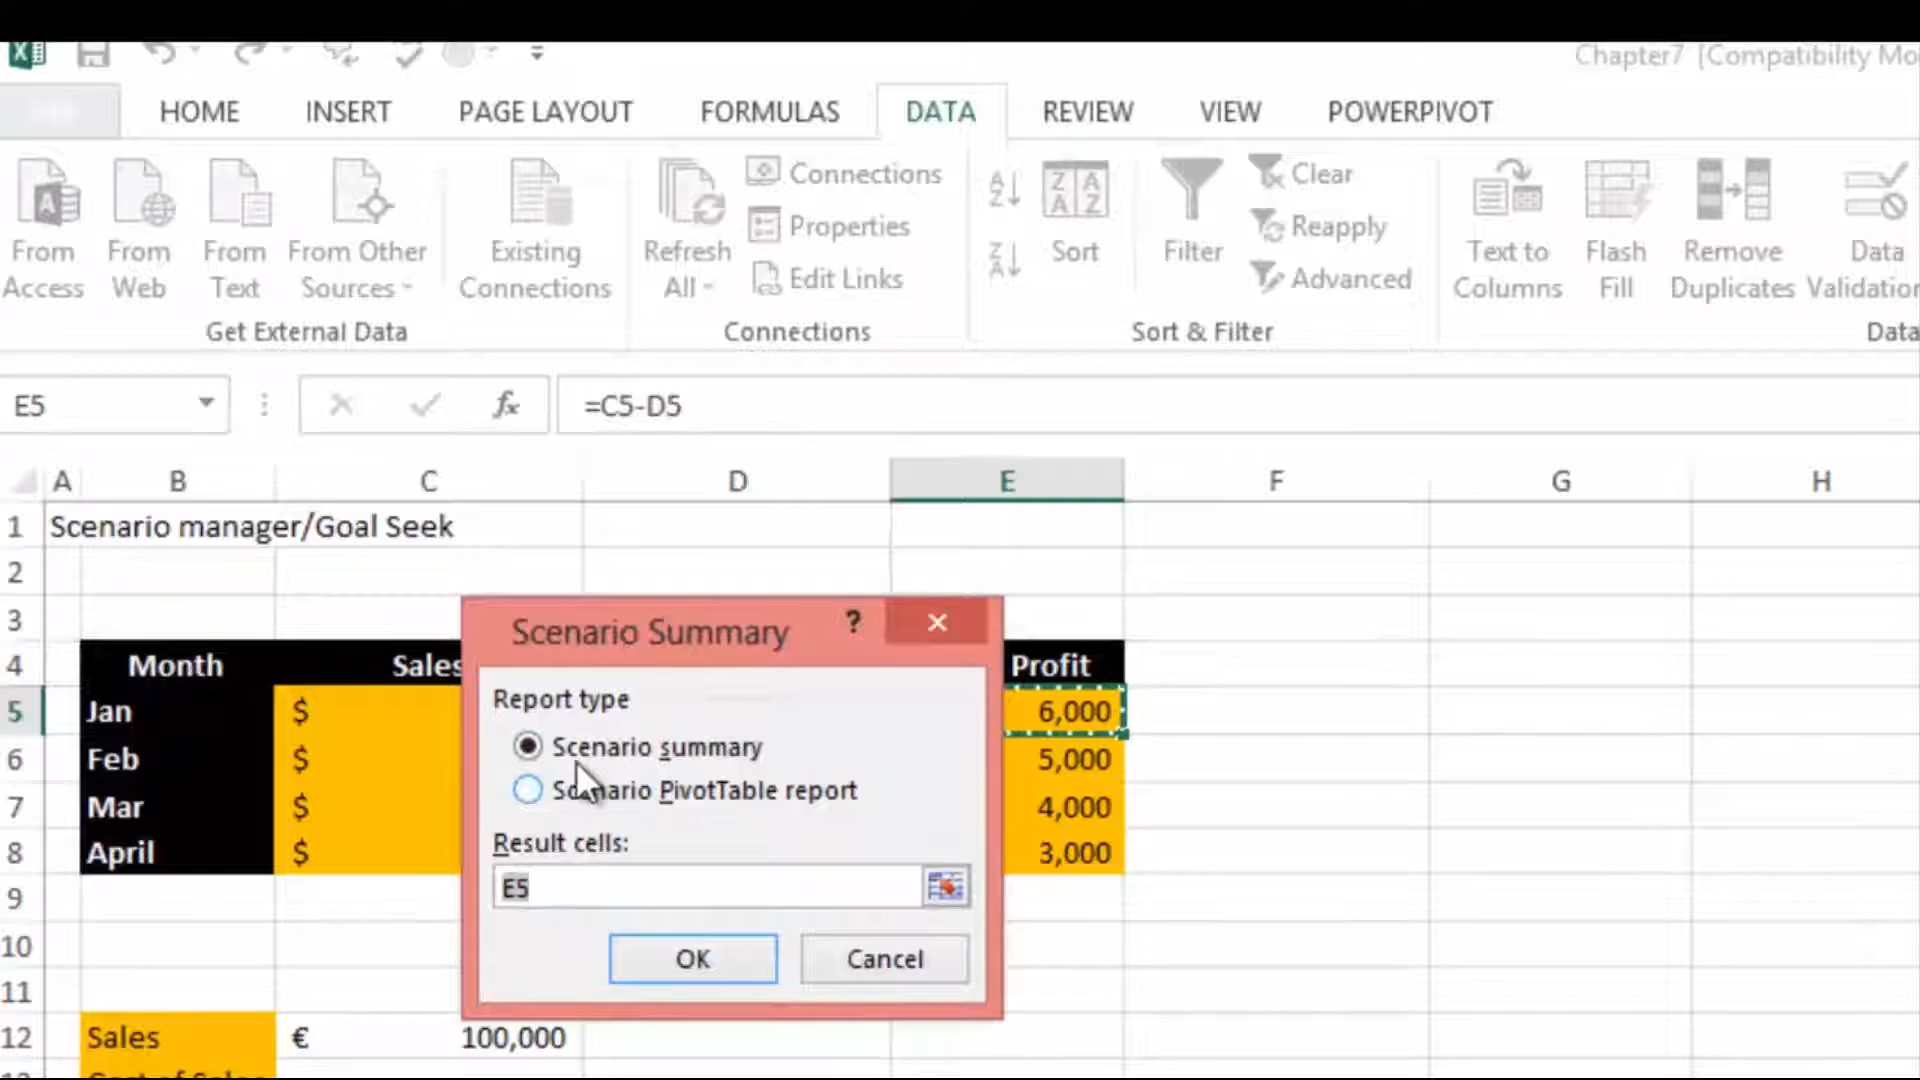 Chapter7 [Compatibility Mo
HOME INSERT PAGE LAYOUT FORMULAS DATA REVIEW VIEW POWERPIVOT
From Access
From Web
From Text
From Other Sources
Existing Connections
Get External Data
Refresh All
Connections
Properties
Edit Links
Connections
Sort
Filter
Clear
Reapply
Advanced
Sort & Filter
Text to Columns
Flash Fill
Remove Duplicates
Data Validation
Data
E5 fx =C5-D5
A B C D E F G H
1 Scenario manager/Goal Seek
2
3
4 Month Sales Profit
5 Jan $ 6,000
6 Feb $ 5,000
7 Mar $ 4,000
8 April $ 3,000
9
10
11
12 Sales € 100,000
Cost of Sales
Scenario Summary ?
Report type
Scenario summary
Scenario PivotTable report
Result cells:
E5
OK Cancel